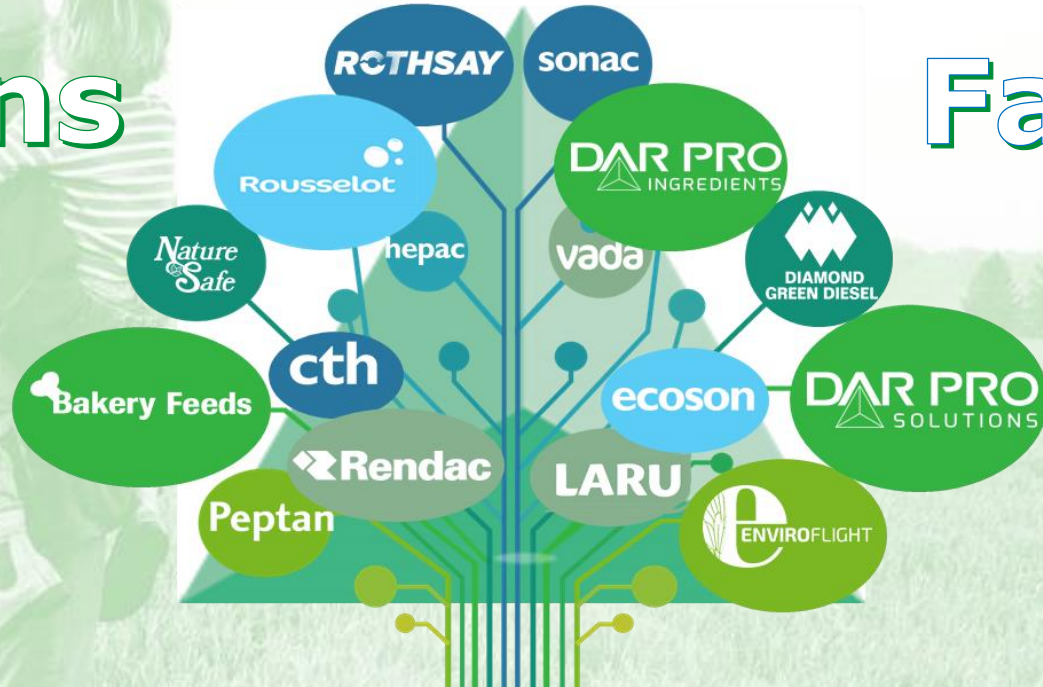 ROTHSAY
sonac
ns
Fa
Rousselot
DAR PRO
INGREDIENTS
Nature
Safe
hepac
vada
DIAMOND
GREEN DIESEL
cth
Bakery Feeds
ecoson
DAR PRO
SOLUTIONS
Rendac
LARU
Peptan
e
ENVIROFLIGHT